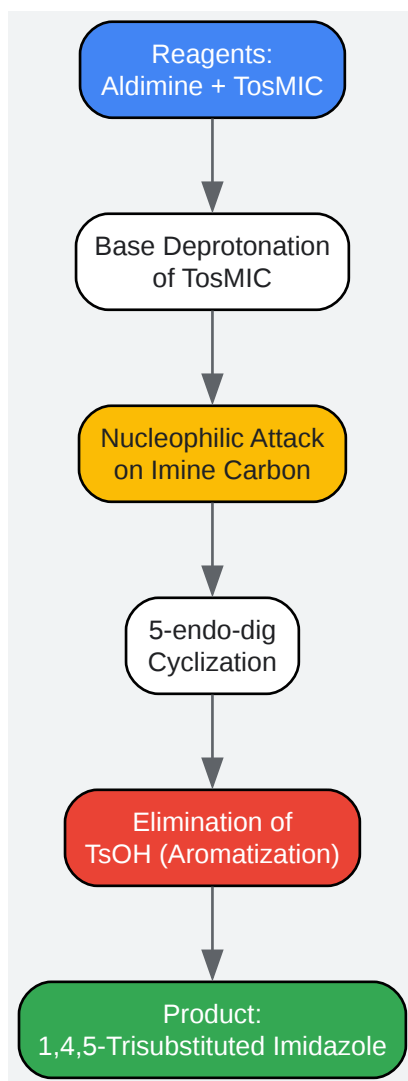 Reagents:
Aldimine + TosMIC
Base Deprotonation
of TosMIC
Nucleophilic Attack
on Imine Carbon
5-endo-dig
Cyclization
Elimination of
TsOH (Aromatization)
Product:
1,4,5-Trisubstituted Imidazole